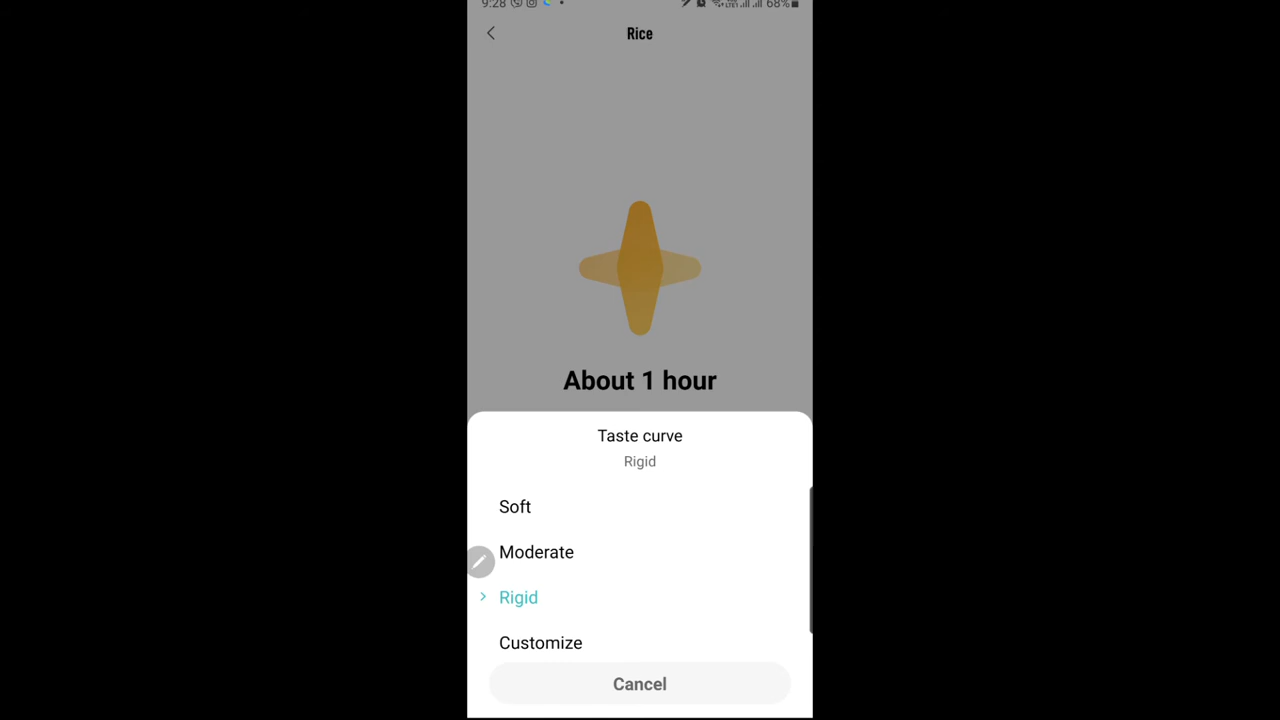 9:28
68%
Rice
About 1 hour
Taste curve
Rigid
Soft
Moderate
Rigid
Customize
Cancel